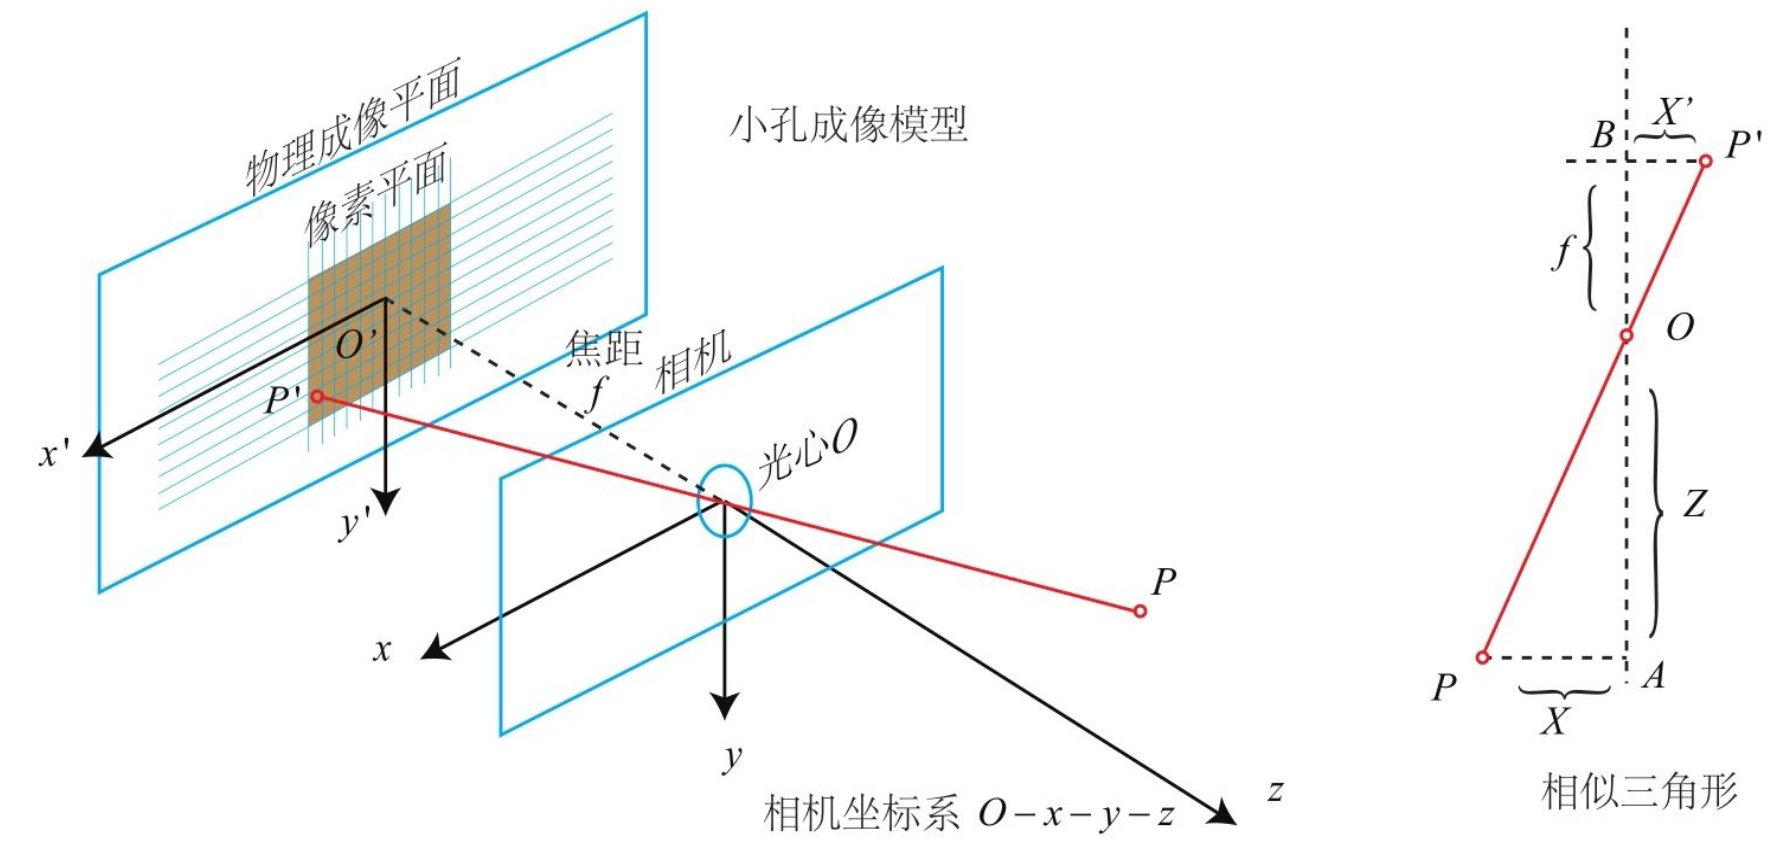 物理成像平面
像素平面
小孔成像模型
O'
P'
x'
y'
焦距
f
相机
光心O
x
y
z
P
相机坐标系 O-x-y-z
B
X'
P'
f
O
Z
P
A
X
相似三角形